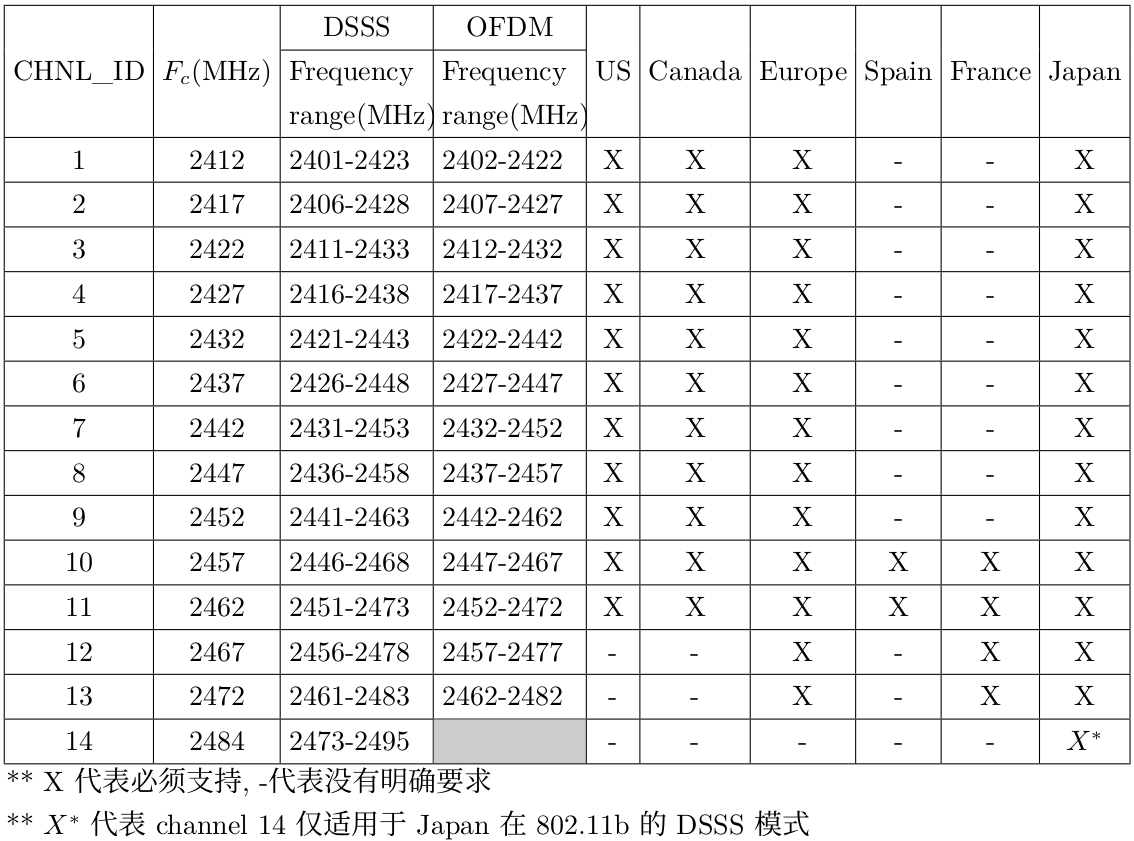 DSSS OFDM
CHNL_ID F_c(MHz) Frequency Frequency US Canada Europe Spain France Japan
range(MHz) range(MHz)
1 2412 2401-2423 2402-2422 X X X - - X
2 2417 2406-2428 2407-2427 X X X - - X
3 2422 2411-2433 2412-2432 X X X - - X
4 2427 2416-2438 2417-2437 X X X - - X
5 2432 2421-2443 2422-2442 X X X - - X
6 2437 2426-2448 2427-2447 X X X - - X
7 2442 2431-2453 2432-2452 X X X - - X
8 2447 2436-2458 2437-2457 X X X - - X
9 2452 2441-2463 2442-2462 X X X - - X
10 2457 2446-2468 2447-2467 X X X X X X
11 2462 2451-2473 2452-2472 X X X X X X
12 2467 2456-2478 2457-2477 - - X - X X
13 2472 2461-2483 2462-2482 - - X - X X
14 2484 2473-2495 - - - - - X*
** X 代表必须支持, -代表没有明确要求
** X* 代表 channel 14 仅适用于 Japan 在 802.11b 的 DSSS 模式